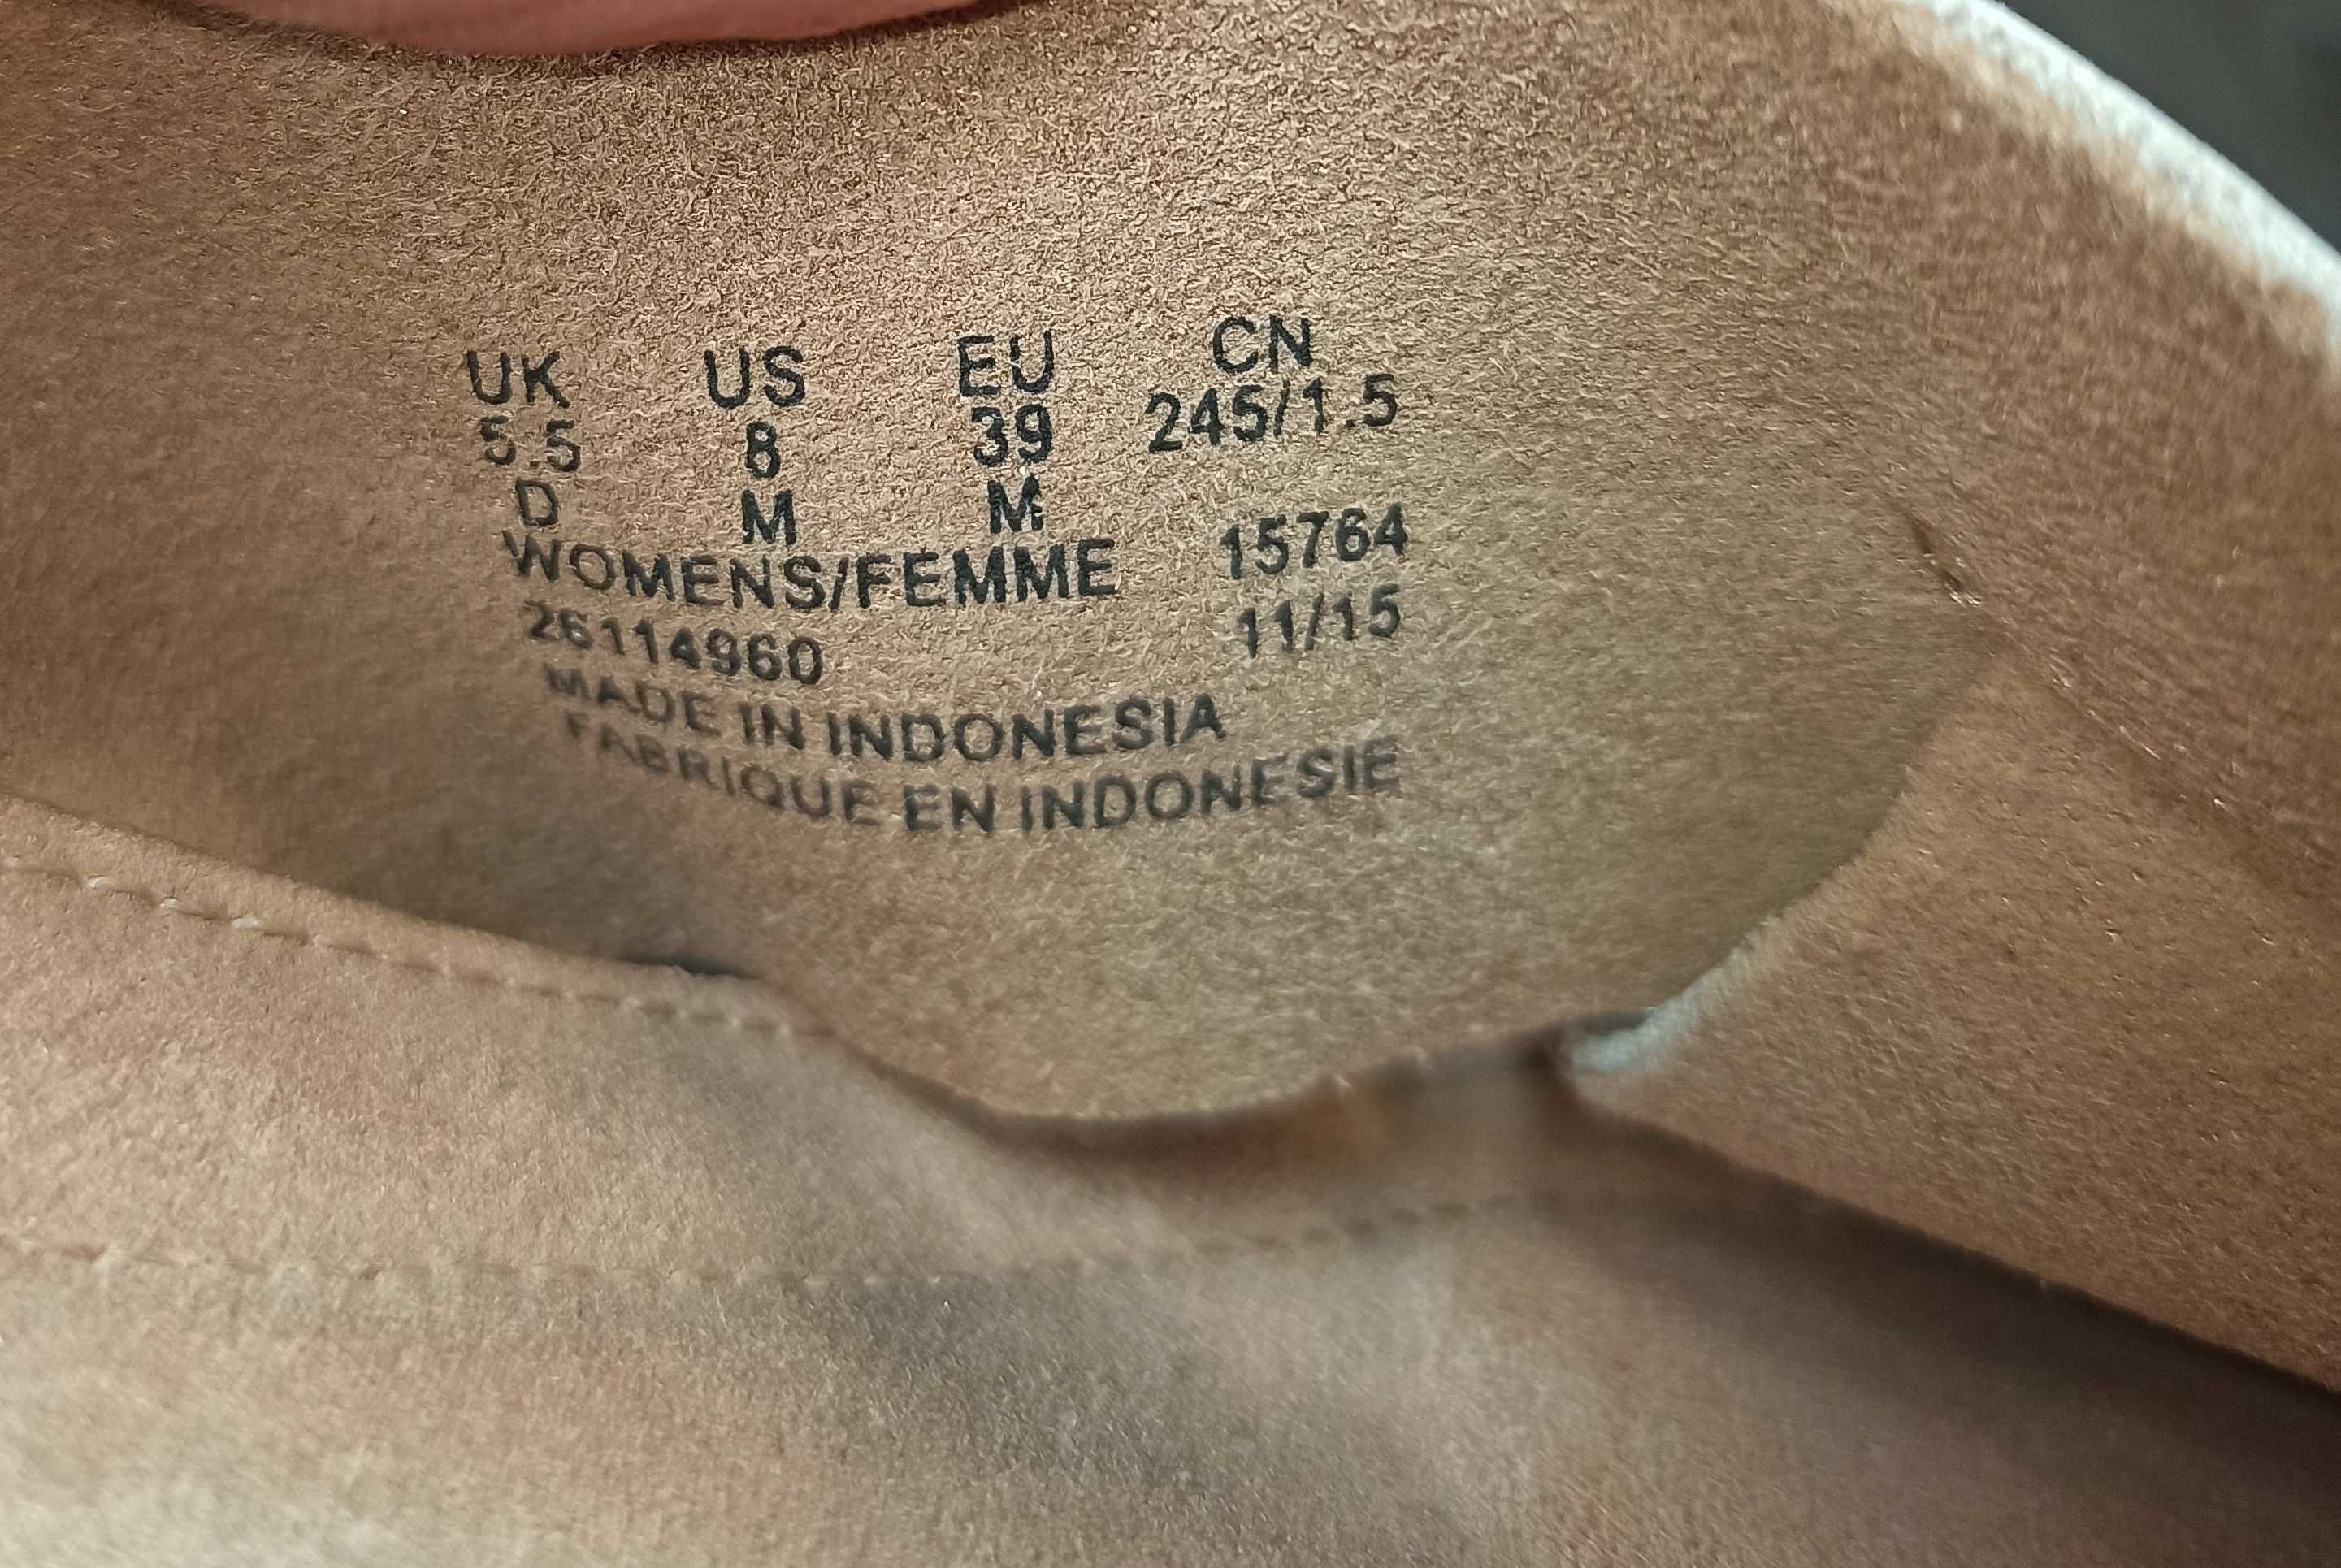 UK US EU CN
5.5 8 39 245/1.5
D M M
WOMENS/FEMME 15764
26114960 11/15
MADE IN INDONESIA
FABRIQUE EN INDONESIE